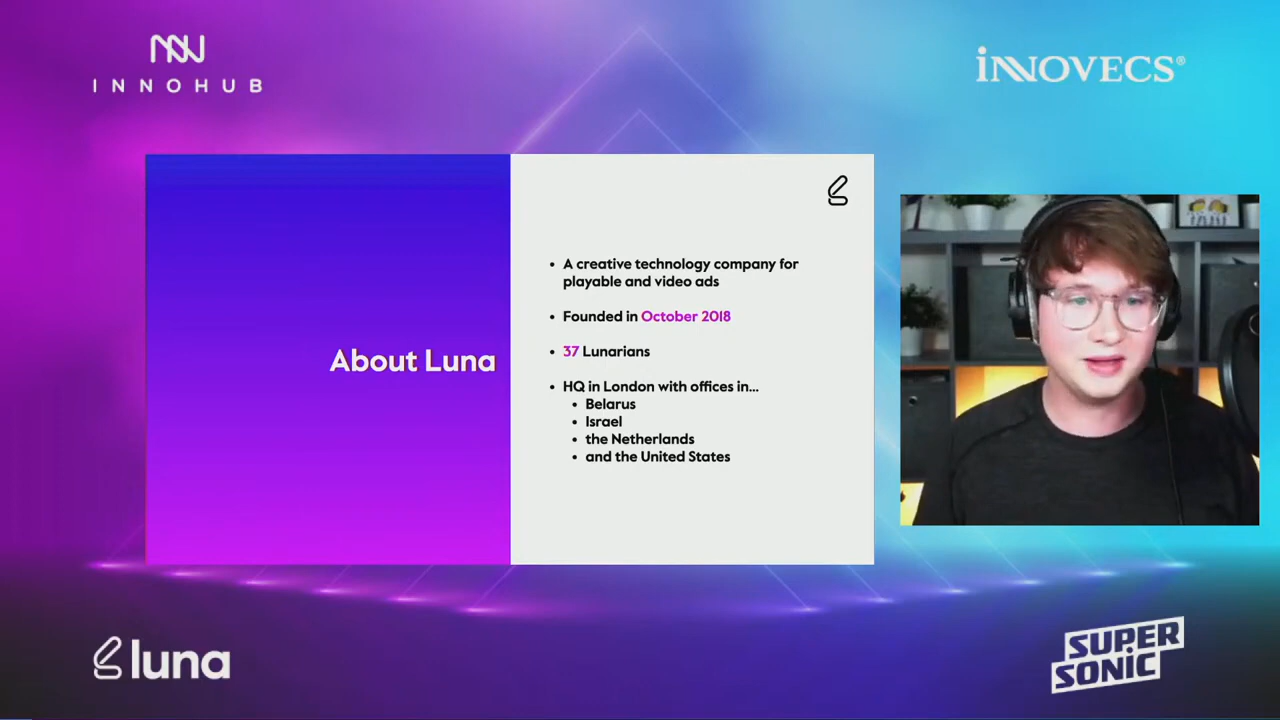 INNOHUB
INNOVECS®
About Luna
• A creative technology company for
playable and video ads
• Founded in October 2018
• 37 Lunarians
• HQ in London with offices in...
• Belarus
• Israel
• the Netherlands
• and the United States
luna
SUPER
SONIC